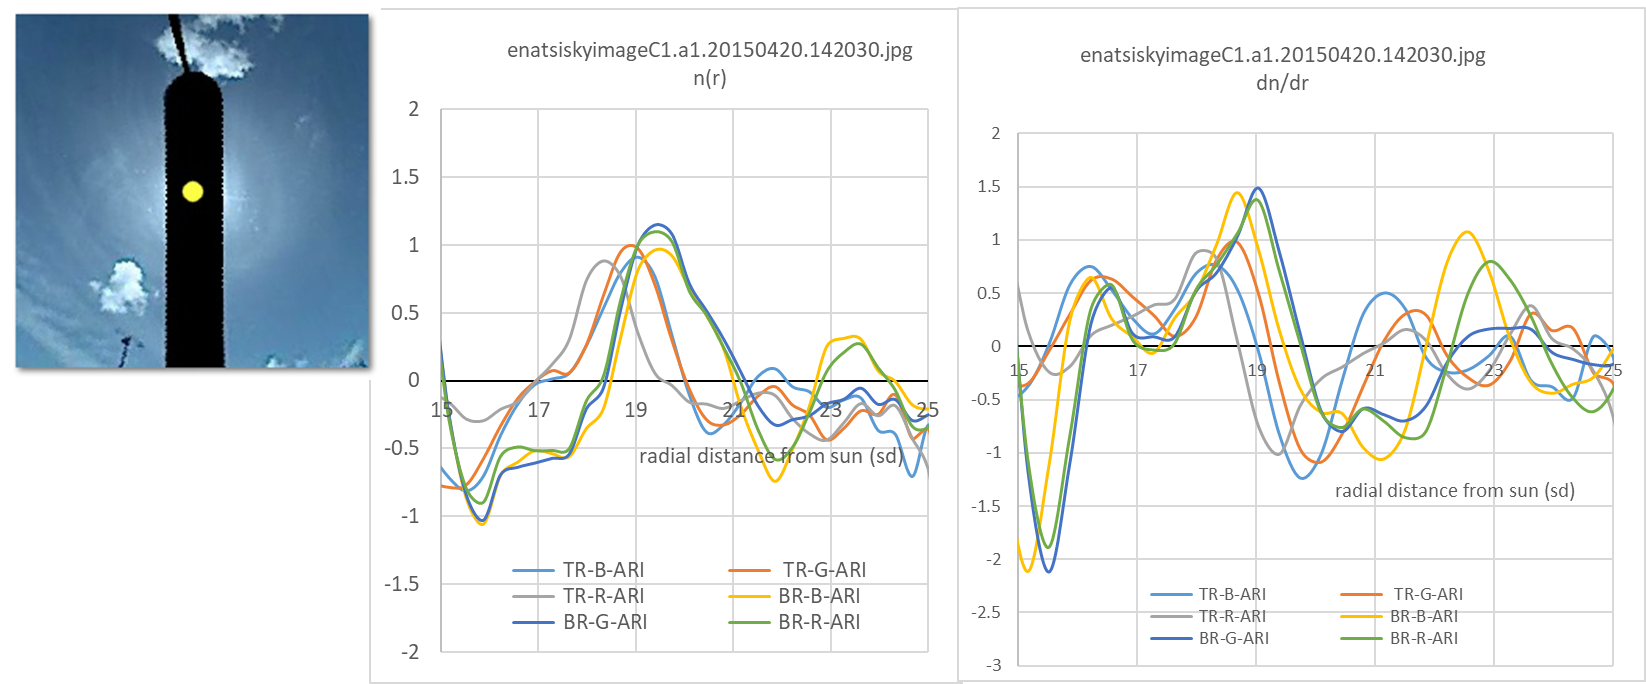 enatsiskyimageC1.a1.20150420.142030.jpg
n(r)
2
1.5
1
0.5
0
-0.5
-1
-1.5
-2
15 17 19 21 23 25
radial distance from sun (sd)
TR-B-ARI TR-G-ARI
TR-R-ARI BR-B-ARI
BR-G-ARI BR-R-ARI
enatsiskyimageC1.a1.20150420.142030.jpg
dn/dr
2
1.5
1
0.5
0
-0.5
-1
-1.5
-2
-2.5
-3
15 17 19 21 23 25
radial distance from sun (sd)
TR-B-ARI TR-G-ARI
TR-R-ARI BR-B-ARI
BR-G-ARI BR-R-ARI